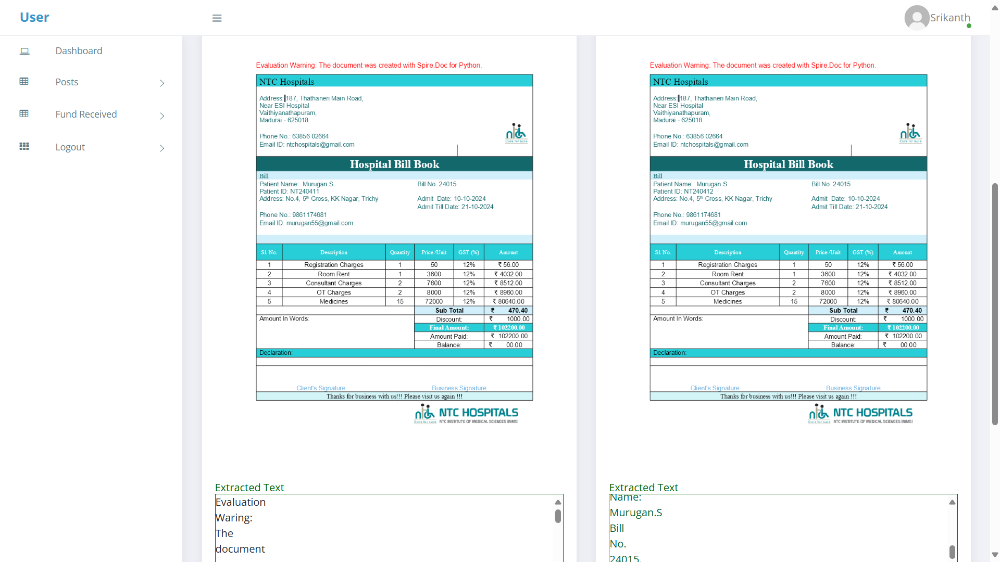 User
Srikanth
Dashboard
Posts
Fund Received
Logout
Evaluation Warning: The document was created with Spire.Doc for Python.
NTC Hospitals
Address: 187, Thathaneri Main Road,
Near ESI Hospital
Vaithiyanathapuram,
Madurai - 625018.
Phone No.: 63856 02664
Email ID: ntchospitals@gmail.com
ntc
Cure for sure
Hospital Bill Book
Bill
Patient Name: Murugan.S Bill No. 24015
Patient ID: NT240411
Address: No.4, 5th Cross, KK Nagar, Trichy Admit Date: 10-10-2024
Admit Till Date: 21-10-2024
Phone No.: 9861174681
Email ID: murugan55@gmail.com
Sl. No. Description Quantity Price /Unit GST (%) Amount
1 Registration Charges 1 50 12% ₹ 56.00
2 Room Rent 1 3600 12% ₹ 4032.00
3 Consultant Charges 2 7600 12% ₹ 8512.00
4 OT Charges 2 8000 12% ₹ 8960.00
5 Medicines 15 72000 12% ₹ 80640.00
Sub Total ₹ 470.40
Amount In Words: Discount: ₹ 1000.00
Final Amount: ₹ 102200.00
Amount Paid: ₹ 102200.00
Balance: ₹ 00.00
Declaration:
Client's Signature Business Signature
Thanks for business with us!!! Please visit us again !!!
ntc NTC HOSPITALS
Cure for sure NTC INSTITUTE OF MEDICAL SCIENCES (NIMS)
Extracted Text
Evaluation
Waring:
The
document
Evaluation Warning: The document was created with Spire.Doc for Python.
NTC Hospitals
Address: 187, Thathaneri Main Road,
Near ESI Hospital
Vaithiyanathapuram,
Madurai - 625018.
Phone No.: 63856 02664
Email ID: ntchospitals@gmail.com
ntc
Cure for sure
Hospital Bill Book
Bill
Patient Name: Murugan.S Bill No. 24015
Patient ID: NT240412
Address: No.4, 5th Cross, KK Nagar, Trichy Admit Date: 10-10-2024
Admit Till Date: 21-10-2024
Phone No.: 9861174681
Email ID: murugan55@gmail.com
Sl. No. Description Quantity Price /Unit GST (%) Amount
1 Registration Charges 1 50 12% ₹ 56.00
2 Room Rent 1 3600 12% ₹ 4032.00
3 Consultant Charges 2 7600 12% ₹ 8512.00
4 OT Charges 2 8000 12% ₹ 8960.00
5 Medicines 15 72000 12% ₹ 80640.00
Sub Total ₹ 470.40
Amount In Words: Discount: ₹ 1000.00
Final Amount: ₹ 102200.00
Amount Paid: ₹ 102200.00
Balance: ₹ 00.00
Declaration:
Client's Signature Business Signature
Thanks for business with us!!! Please visit us again !!!
ntc NTC HOSPITALS
Cure for sure NTC INSTITUTE OF MEDICAL SCIENCES (NIMS)
Extracted Text
Name:
Murugan.S
Bill
No.
24015.